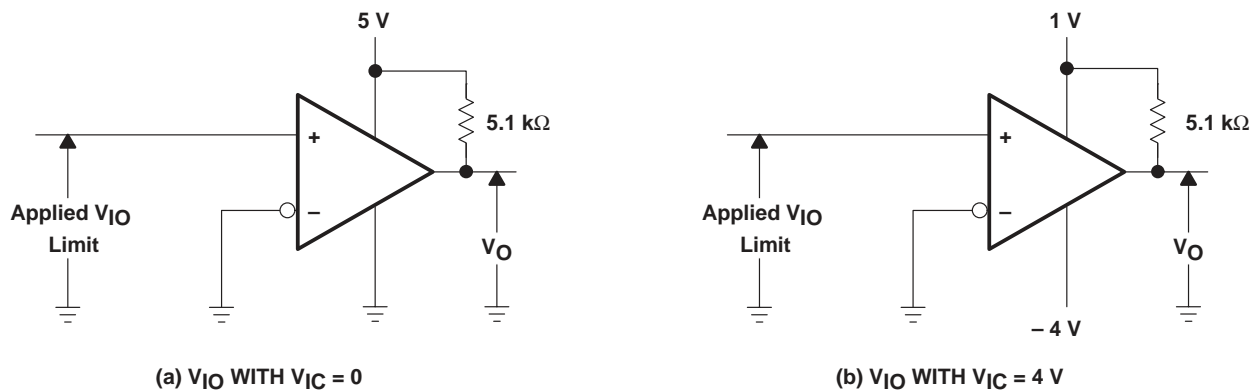 5 V
5.1 kΩ
+
–
Applied VIO
Limit
VO
(a) VIO WITH VIC = 0
1 V
5.1 kΩ
+
–
Applied VIO
Limit
VO
– 4 V
(b) VIO WITH VIC = 4 V